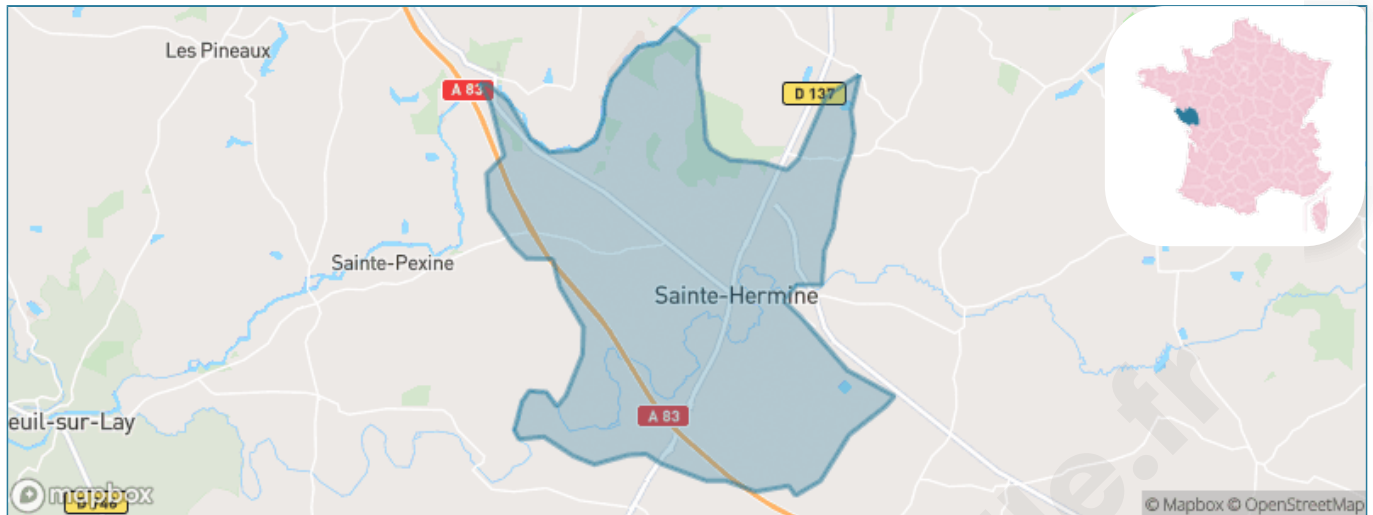 Les Pineaux
A 83
D 137
Sainte-Pexine
Sainte-Hermine
A 83
euil-sur-Lay
mapbox
© Mapbox © OpenStreetMap